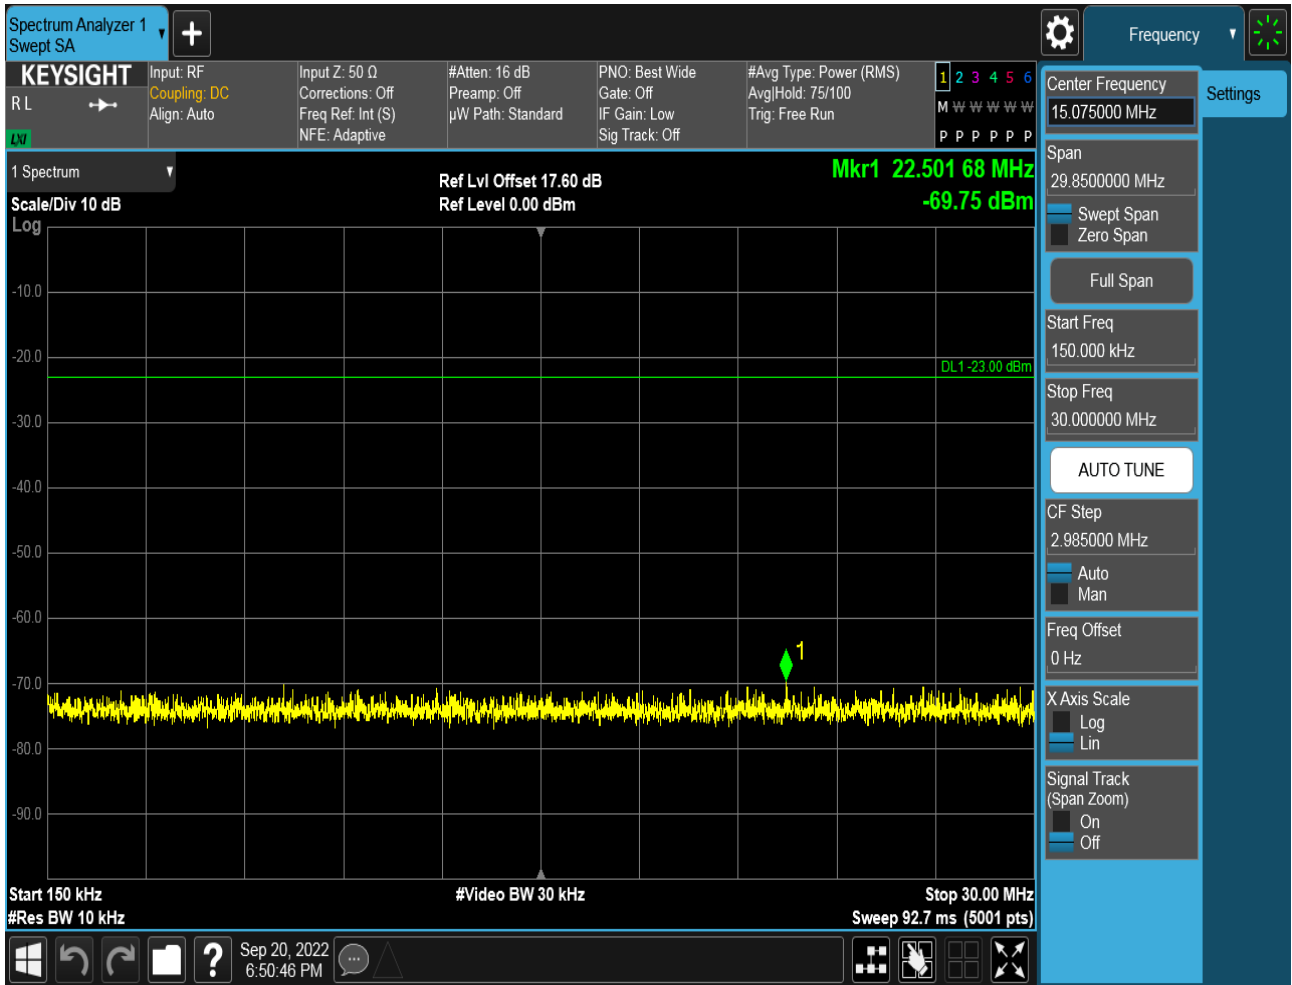 Spectrum Analyzer 1
Swept SA
Frequency
KEYSIGHT
R L
LXI
Input: RF
Coupling: DC
Align: Auto
Input Z: 50 Ω
Corrections: Off
Freq Ref: Int (S)
NFE: Adaptive
#Atten: 16 dB
Preamp: Off
µW Path: Standard
PNO: Best Wide
Gate: Off
IF Gain: Low
Sig Track: Off
#Avg Type: Power (RMS)
Avg|Hold: 75/100
Trig: Free Run
1 2 3 4 5 6
M W W W W W
P P P P P P
1 Spectrum
Scale/Div 10 dB
Log
Ref Lvl Offset 17.60 dB
Ref Level 0.00 dBm
Mkr1 22.501 68 MHz
-69.75 dBm
-10.0
-20.0
DL1 -23.00 dBm
-30.0
-40.0
-50.0
-60.0
1
-70.0
-80.0
-90.0
Start 150 kHz
#Video BW 30 kHz
Stop 30.00 MHz
#Res BW 10 kHz
Sweep 92.7 ms (5001 pts)
?
Sep 20, 2022
6:50:46 PM
Center Frequency
15.075000 MHz
Settings
Span
29.8500000 MHz
Swept Span
Zero Span
Full Span
Start Freq
150.000 kHz
Stop Freq
30.000000 MHz
AUTO TUNE
CF Step
2.985000 MHz
Auto
Man
Freq Offset
0 Hz
X Axis Scale
Log
Lin
Signal Track
(Span Zoom)
On
Off